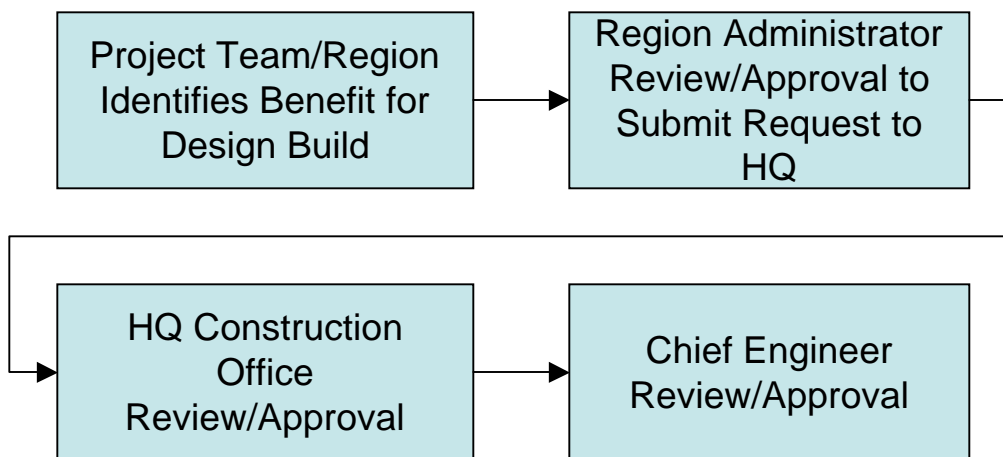 Project Team/Region
Identifies Benefit for
Design Build
Region Administrator
Review/Approval to
Submit Request to
HQ
HQ Construction
Office
Review/Approval
Chief Engineer
Review/Approval